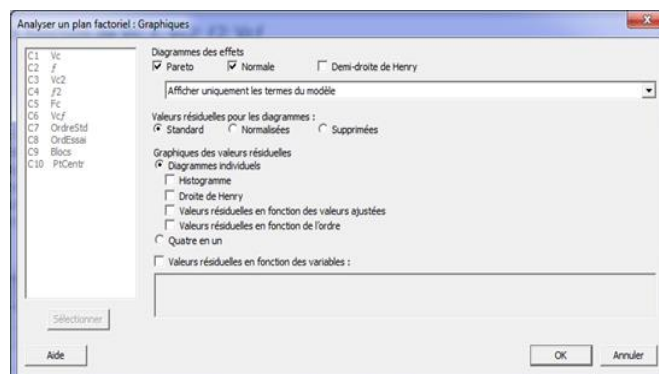 Analyser un plan factoriel : Graphiques
C1 Vc
C2 f
C3 Vc2
C4 f2
C5 Fc
C6 Vcf
C7 OrdreStd
C8 OrdEssai
C9 Blocs
C10 PtCentr
Diagrammes des effets
Pareto Normale Demi-droite de Henry
Afficher uniquement les termes du modèle
Valeurs résiduelles pour les diagrammes :
Standard Normalisées Supprimées
Graphiques des valeurs résiduelles
Diagrammes individuels
Histogramme
Droite de Henry
Valeurs résiduelles en fonction des valeurs ajustées
Valeurs résiduelles en fonction de l'ordre
Quatre en un
Valeurs résiduelles en fonction des variables :
Sélectionner
Aide OK Annuler